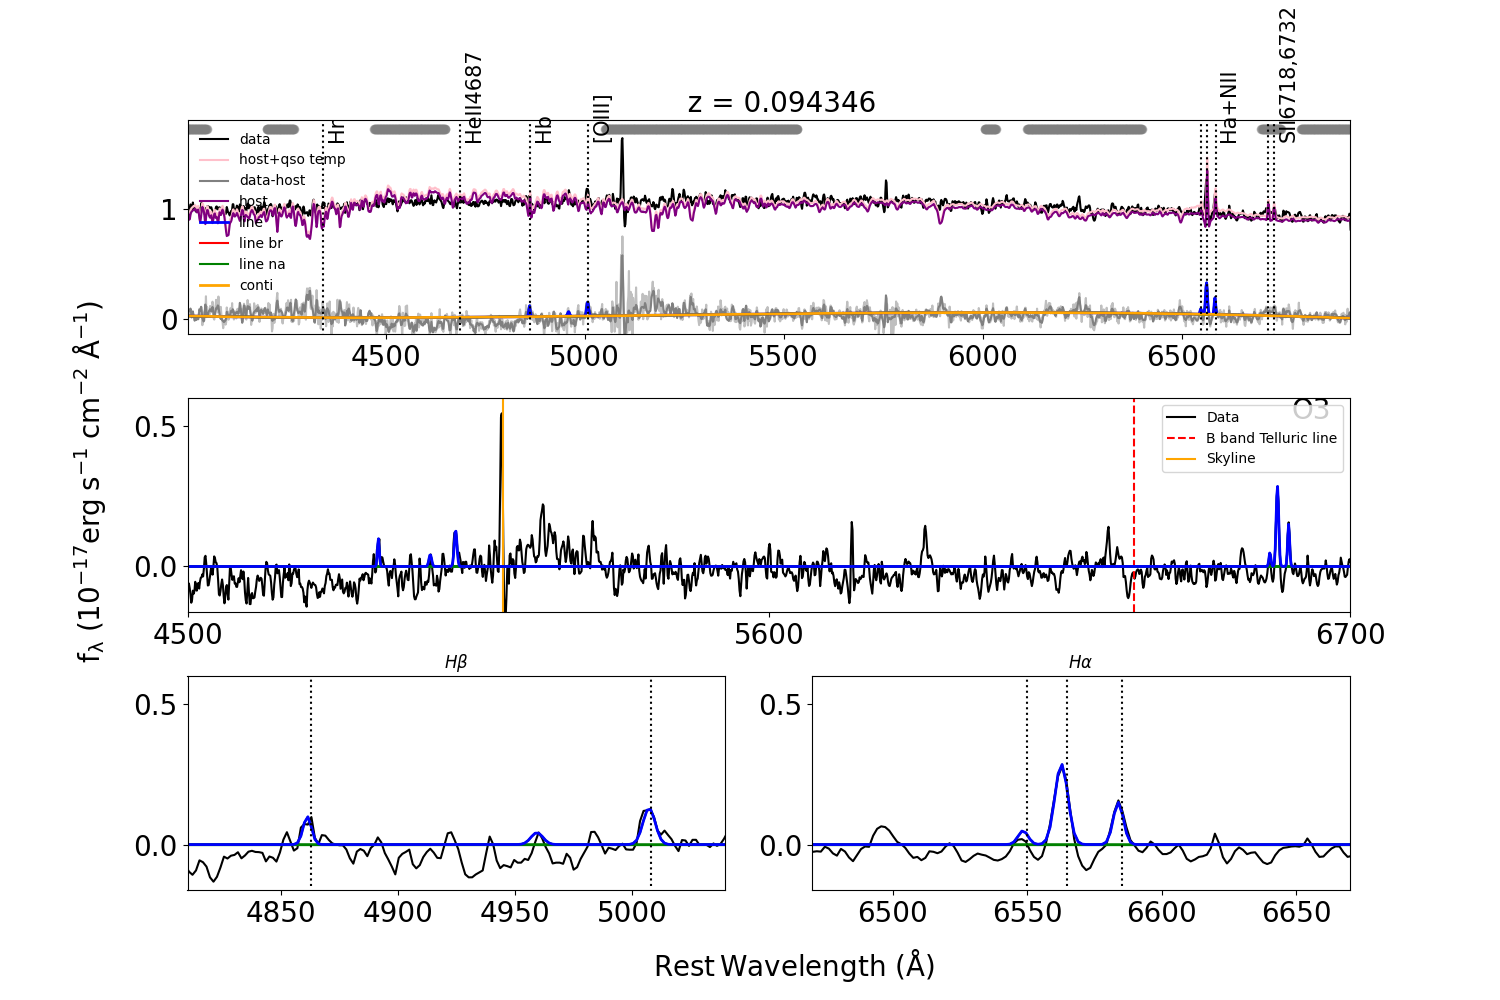 z = 0.094346
Hr
HeII4687
Hb
[OIII]
Ha+NII
SII6718,6732
data
host+qso temp
data-host
host
line
line br
line na
conti
1
0
4500
5000
5500
6000
6500
O3
Data
B band Telluric line
Skyline
0.5
0.0
4500
5600
6700
fλ (10⁻¹⁷erg s⁻¹ cm⁻² Å⁻¹)
Hβ
0.5
0.0
4850
4900
4950
5000
Hα
0.5
0.0
6500
6550
6600
6650
Rest Wavelength (Å)